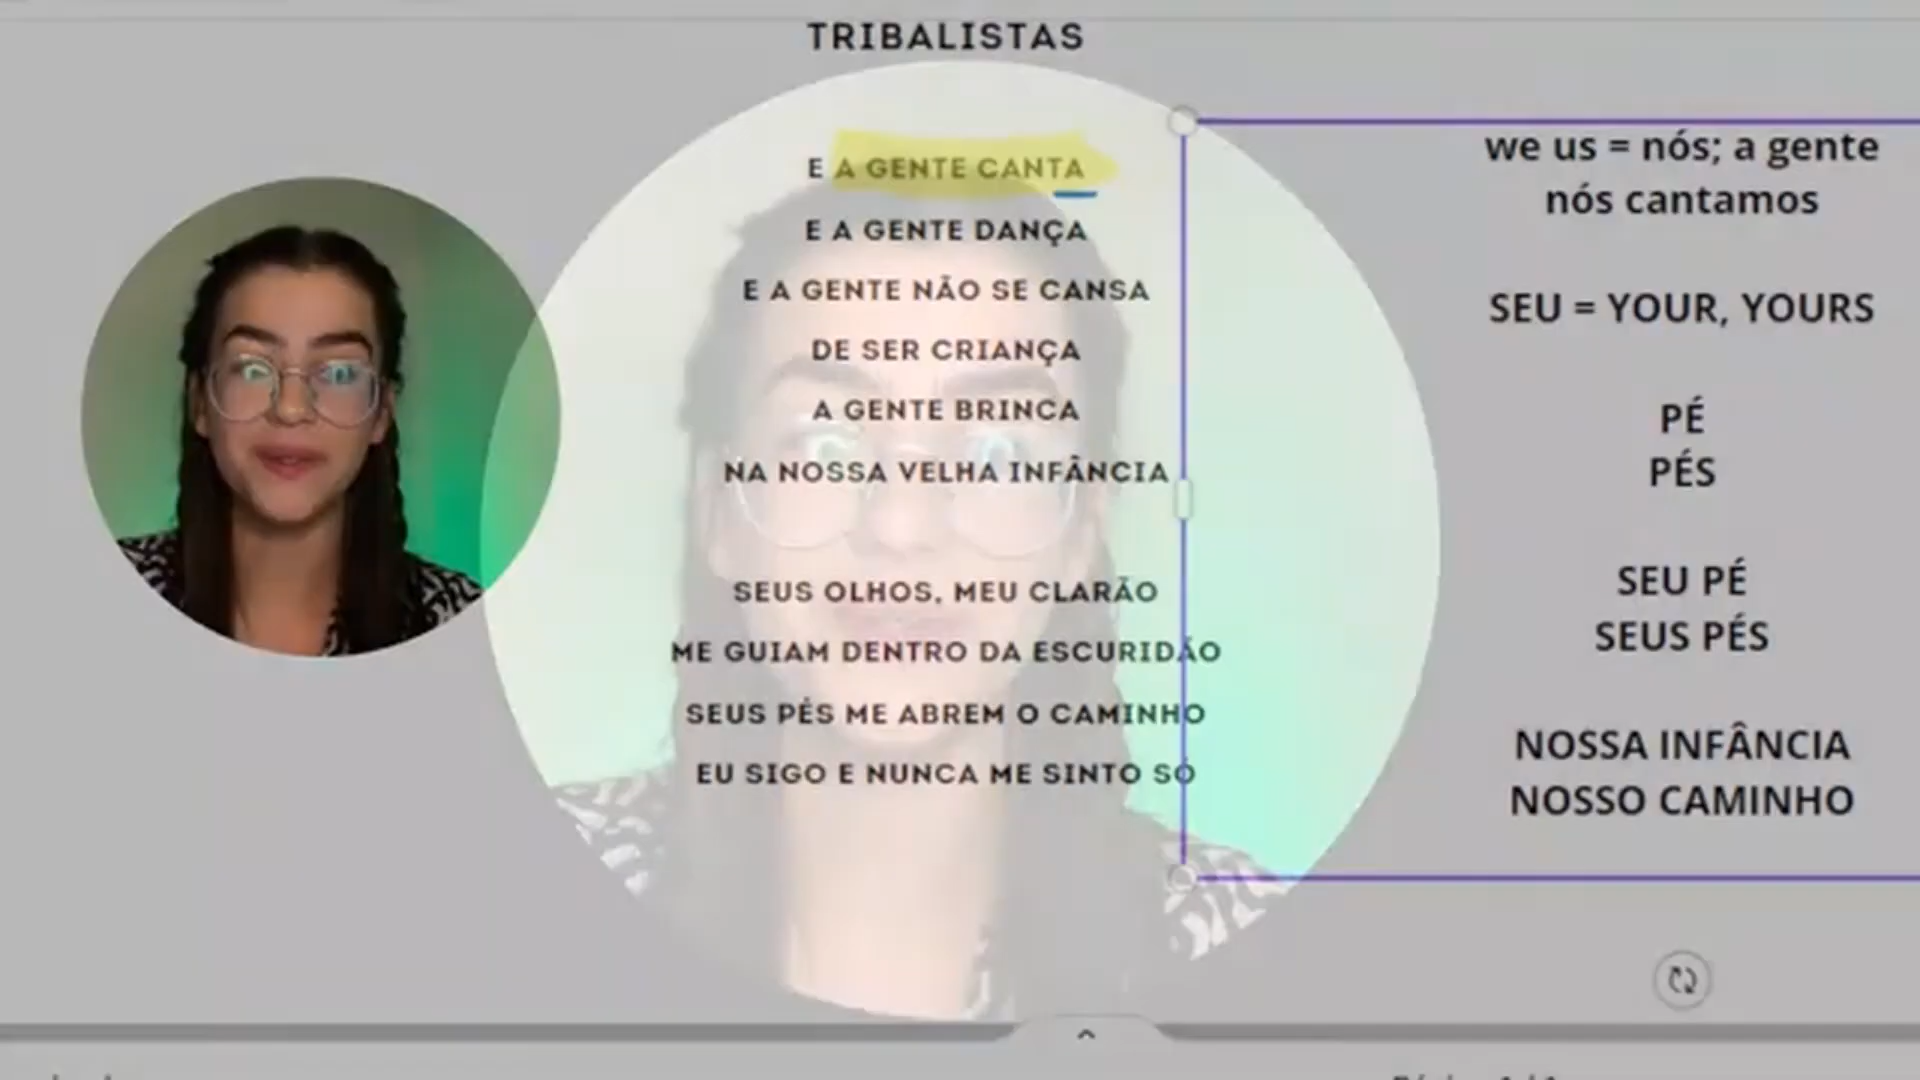 TRIBALISTAS
E A GENTE CANTA
E A GENTE DANÇA
E A GENTE NÃO SE CANSA
DE SER CRIANÇA
A GENTE BRINCA
NA NOSSA VELHA INFÂNCIA
SEUS OLHOS, MEU CLARÃO
ME GUIAM DENTRO DA ESCURIDÃO
SEUS PÉS ME ABREM O CAMINHO
EU SIGO E NUNCA ME SINTO SÓ
we us = nós; a gente
nós cantamos
SEU = YOUR, YOURS
PÉ
PÉS
SEU PÉ
SEUS PÉS
NOSSA INFÂNCIA
NOSSO CAMINHO